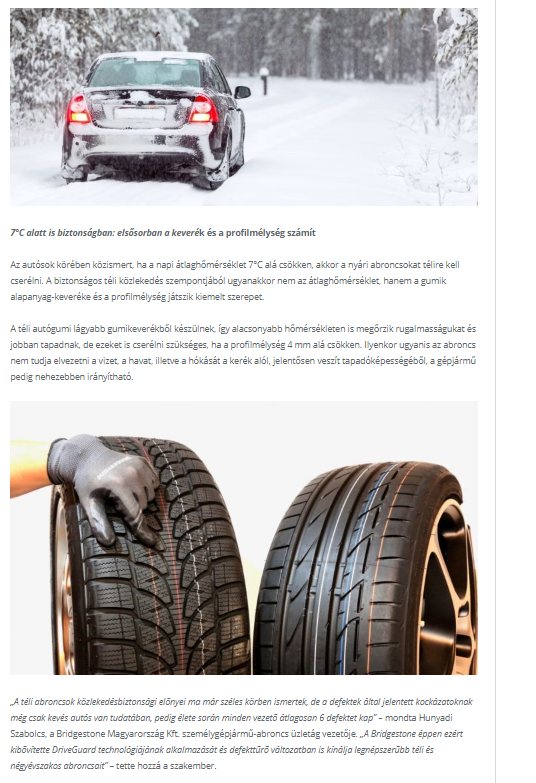 7°C alatt is biztonságban: elsősorban a keverék és a profilmélység számít
Az autósok körében közismert, ha a napi átlaghőmérséklet 7°C alá csökken, akkor a nyári abroncsokat télire kell
cserélni. A biztonságos téli közlekedés szempontjából ugyanakkor nem az átlaghőmérséklet, hanem a gumik
alapanyag-keveréke és a profilmélység játszik kiemelt szerepet.
A téli autógumi lágyabb gumikeverékből készülnek, így alacsonyabb hőmérsékleten is megőrzik rugalmasságukat és
jobban tapadnak, de ezeket is cserélni szükséges, ha a profilmélység 4 mm alá csökken. Ilyenkor ugyanis az abroncs
nem tudja elvezetni a vizet, a havat, illetve a hókását a kerék alól, jelentősen veszít tapadóképességéből, a gépjármű
pedig nehezebben irányítható.
„A téli abroncsok közlekedésbiztonsági előnyei ma már széles körben ismertek, de a defektek által jelentett kockázatoknak
még csak kevés autós van tudatában, pedig élete során minden vezető átlagosan 6 defektet kap” – mondta Hunyadi
Szabolcs, a Bridgestone Magyarország Kft. személygépjármű-abroncs üzletág vezetője. „A Bridgestone éppen ezért
kibővítette DriveGuard technológiájának alkalmazását és defekttűrő változatban is kínálja legnépszerűbb téli és
négyévszakos abroncsait” – tette hozzá a szakember.